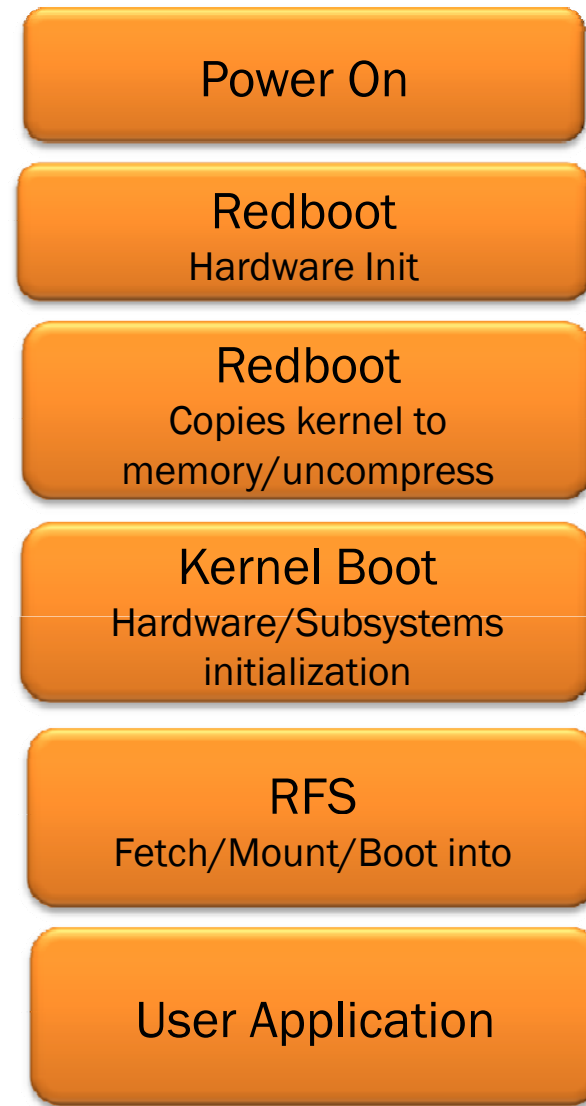 Power On
Redboot
Hardware Init
Redboot
Copies kernel to
memory/uncompress
Kernel Boot
Hardware/Subsystems
initialization
RFS
Fetch/Mount/Boot into
User Application